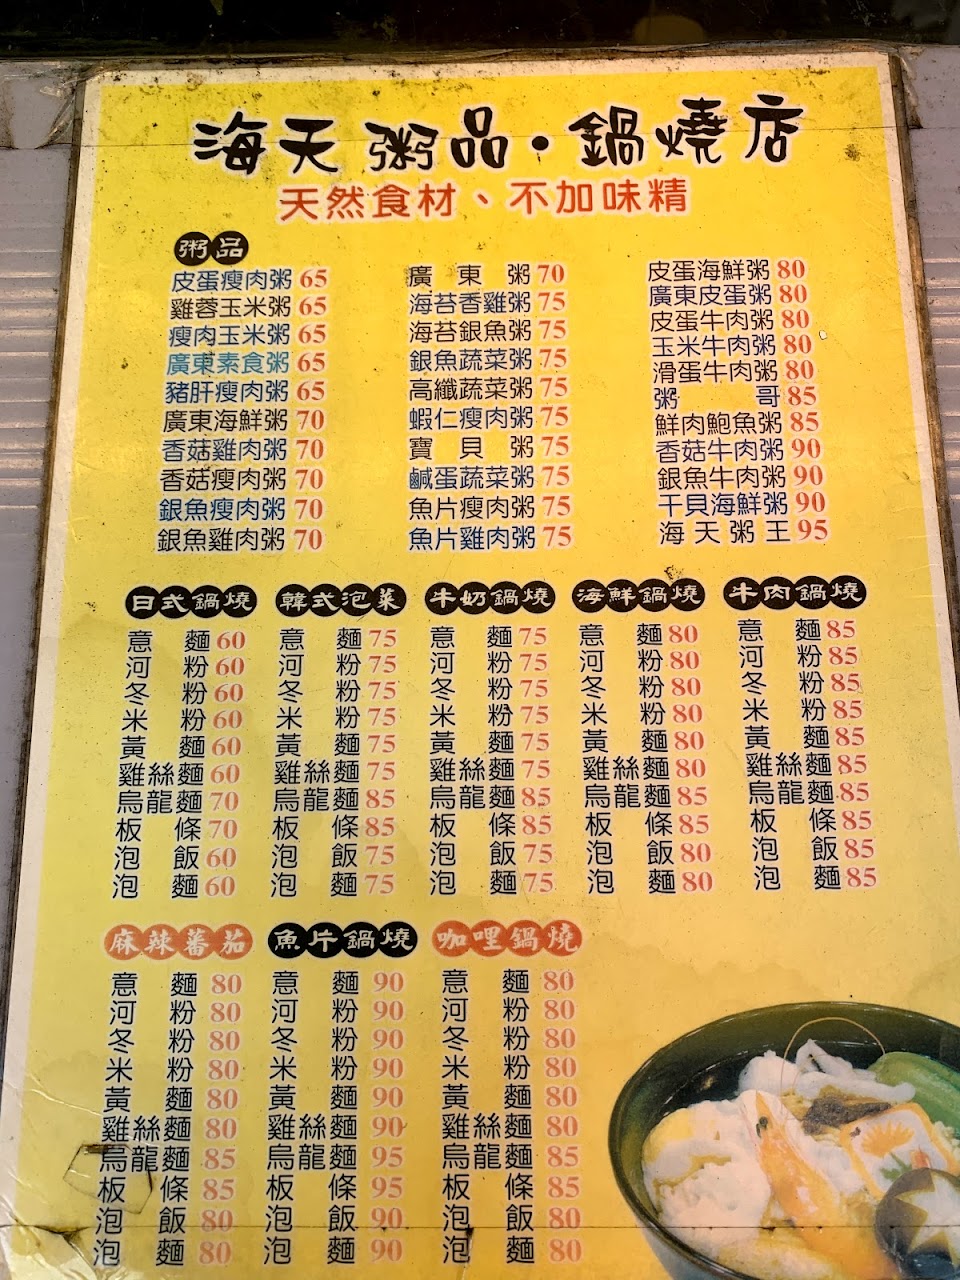 海天粥品·鍋燒店
天然食材、不加味精
粥品
皮蛋瘦肉粥 65
雞蓉玉米粥 65
瘦肉玉米粥 65
廣東素食粥 65
豬肝瘦肉粥 65
廣東海鮮粥 70
香菇雞肉粥 70
香菇瘦肉粥 70
銀魚瘦肉粥 70
銀魚雞肉粥 70
廣東粥 70
海苔香雞粥 75
海苔銀魚粥 75
銀魚蔬菜粥 75
高纖蔬菜粥 75
蝦仁瘦肉粥 75
寶貝粥 75
鹹蛋蔬菜粥 75
魚片瘦肉粥 75
魚片雞肉粥 75
皮蛋海鮮粥 80
廣東皮蛋粥 80
皮蛋牛肉粥 80
玉米牛肉粥 80
滑蛋牛肉粥 80
粥哥 85
鮮肉鮑魚粥 85
香菇牛肉粥 90
銀魚牛肉粥 90
干貝海鮮粥 90
海天粥王 95
日式鍋燒
意麵 60
河粉 60
冬粉 60
米粉 60
黃麵 60
雞絲麵 60
烏龍麵 70
板條 70
泡飯 60
泡麵 60
韓式泡菜
意麵 75
河粉 75
冬粉 75
米粉 75
黃麵 75
雞絲麵 75
烏龍麵 85
板條 85
泡飯 75
泡麵 75
牛奶鍋燒
意麵 75
河粉 75
冬粉 75
米粉 75
黃麵 75
雞絲麵 75
烏龍麵 85
板條 85
泡飯 75
泡麵 75
海鮮鍋燒
意麵 80
河粉 80
冬粉 80
米粉 80
黃麵 80
雞絲麵 80
烏龍麵 85
板條 85
泡飯 80
泡麵 80
牛肉鍋燒
意麵 85
河粉 85
冬粉 85
米粉 85
黃麵 85
雞絲麵 85
烏龍麵 85
板條 85
泡飯 85
泡麵 85
麻辣蕃茄
意麵 80
河粉 80
冬粉 80
米粉 80
黃麵 80
雞絲麵 80
烏龍麵 85
板條 85
泡飯 80
泡麵 80
魚片鍋燒
意麵 90
河粉 90
冬粉 90
米粉 90
黃麵 90
雞絲麵 90
烏龍麵 95
板條 95
泡飯 90
泡麵 90
咖哩鍋燒
意麵 80
河粉 80
冬粉 80
米粉 80
黃麵 80
雞絲麵 80
烏龍麵 85
板條 85
泡飯 80
泡麵 80